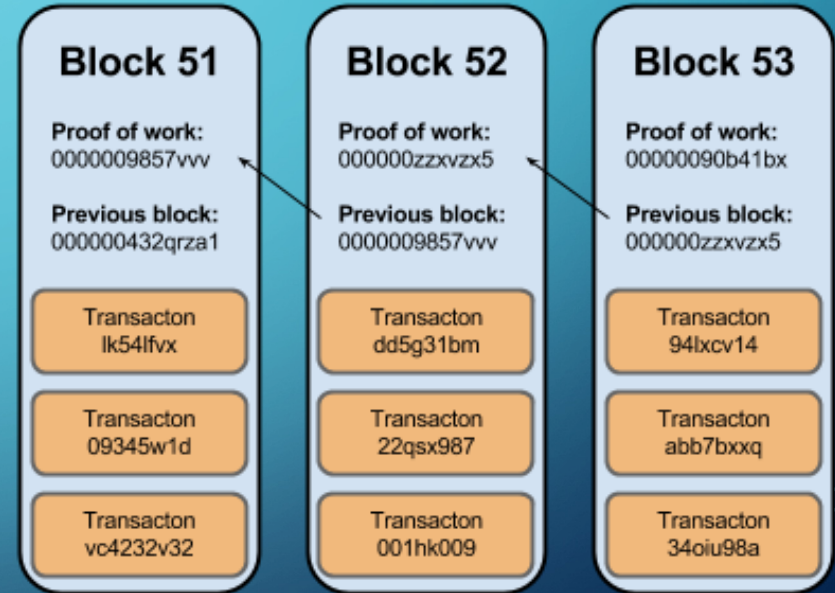 Block 51
Proof of work:
0000009857vvv
Previous block:
000000432qrza1
Transacton
lk54lfvx
Transacton
09345w1d
Transacton
vc4232v32
Block 52
Proof of work:
000000zzxvzx5
Previous block:
0000009857vvv
Transacton
dd5g31bm
Transacton
22qsx987
Transacton
001hk009
Block 53
Proof of work:
00000090b41bx
Previous block:
000000zzxvzx5
Transacton
94lxcv14
Transacton
abb7bxxq
Transacton
34oiu98a